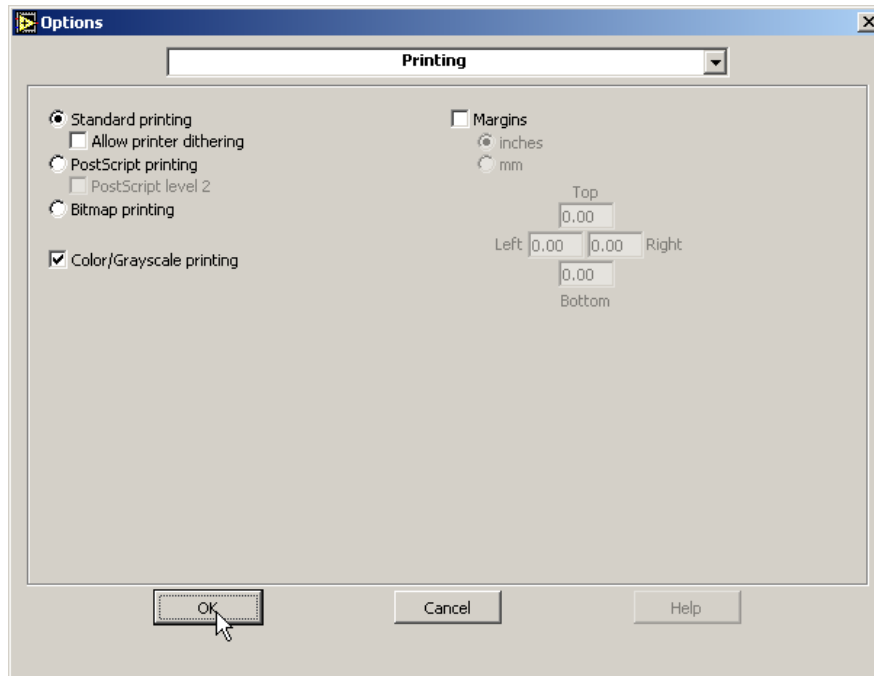 Options
Printing
Standard printing
Allow printer dithering
PostScript printing
PostScript level 2
Bitmap printing
Color/Grayscale printing
Margins
inches
mm
Top
0.00
Left 0.00 0.00 Right
0.00
Bottom
OK Cancel Help